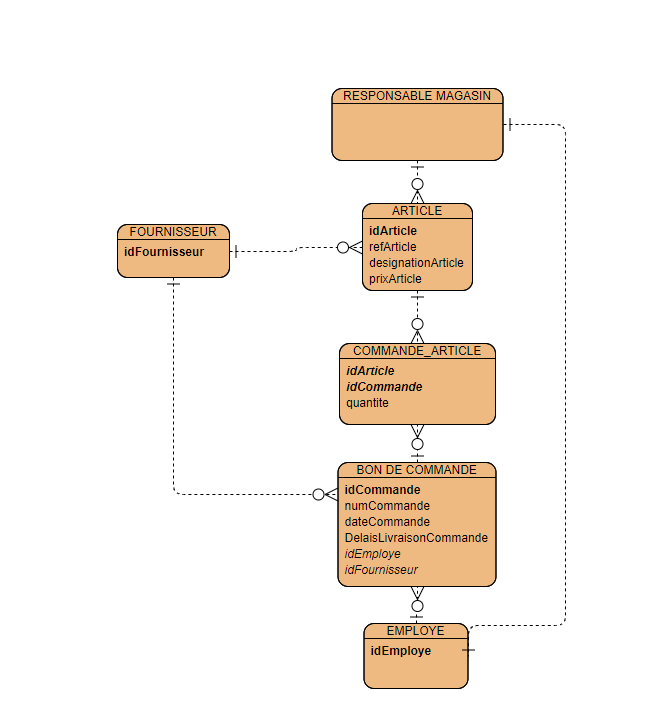 RESPONSABLE MAGASIN
ARTICLE
idArticle
refArticle
designationArticle
prixArticle
FOURNISSEUR
idFournisseur
COMMANDE_ARTICLE
idArticle
idCommande
quantite
BON DE COMMANDE
idCommande
numCommande
dateCommande
DelaisLivraisonCommande
idEmploye
idFournisseur
EMPLOYE
idEmploye